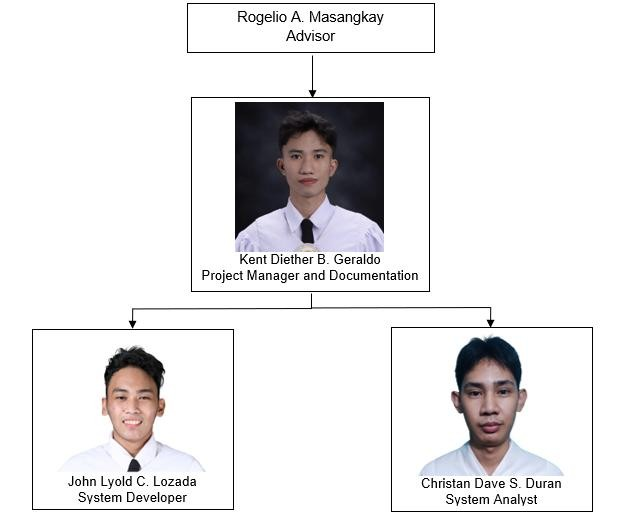 Rogelio A. Masangkay
Advisor
Kent Diether B. Geraldo
Project Manager and Documentation
John Lyold C. Lozada
System Developer
Christan Dave S. Duran
System Analyst